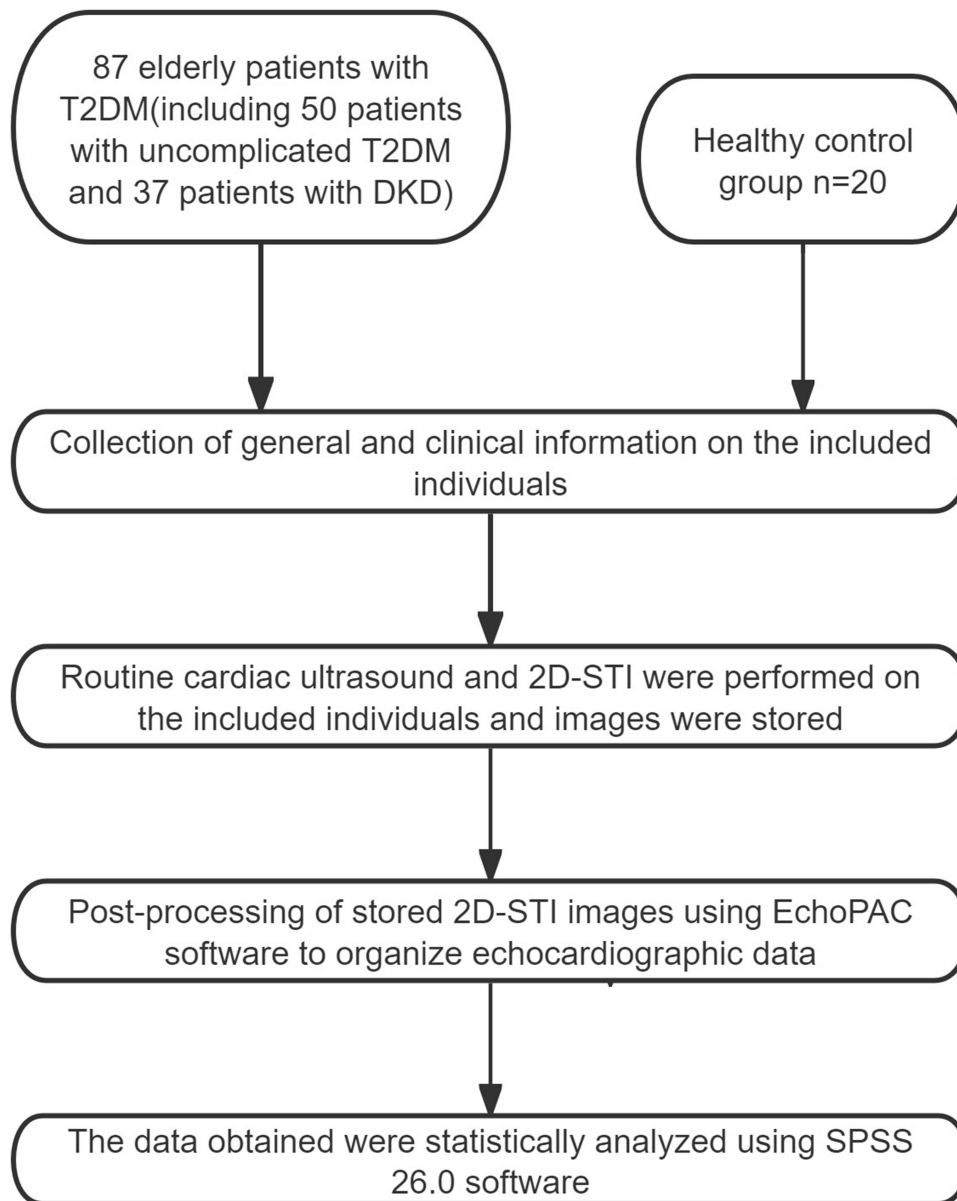 87 elderly patients with
T2DM(including 50 patients
with uncomplicated T2DM
and 37 patients with DKD)
Healthy control
group n=20
Collection of general and clinical information on the included
individuals
Routine cardiac ultrasound and 2D-STI were performed on
the included individuals and images were stored
Post-processing of stored 2D-STI images using EchoPAC
software to organize echocardiographic data
The data obtained were statistically analyzed using SPSS
26.0 software